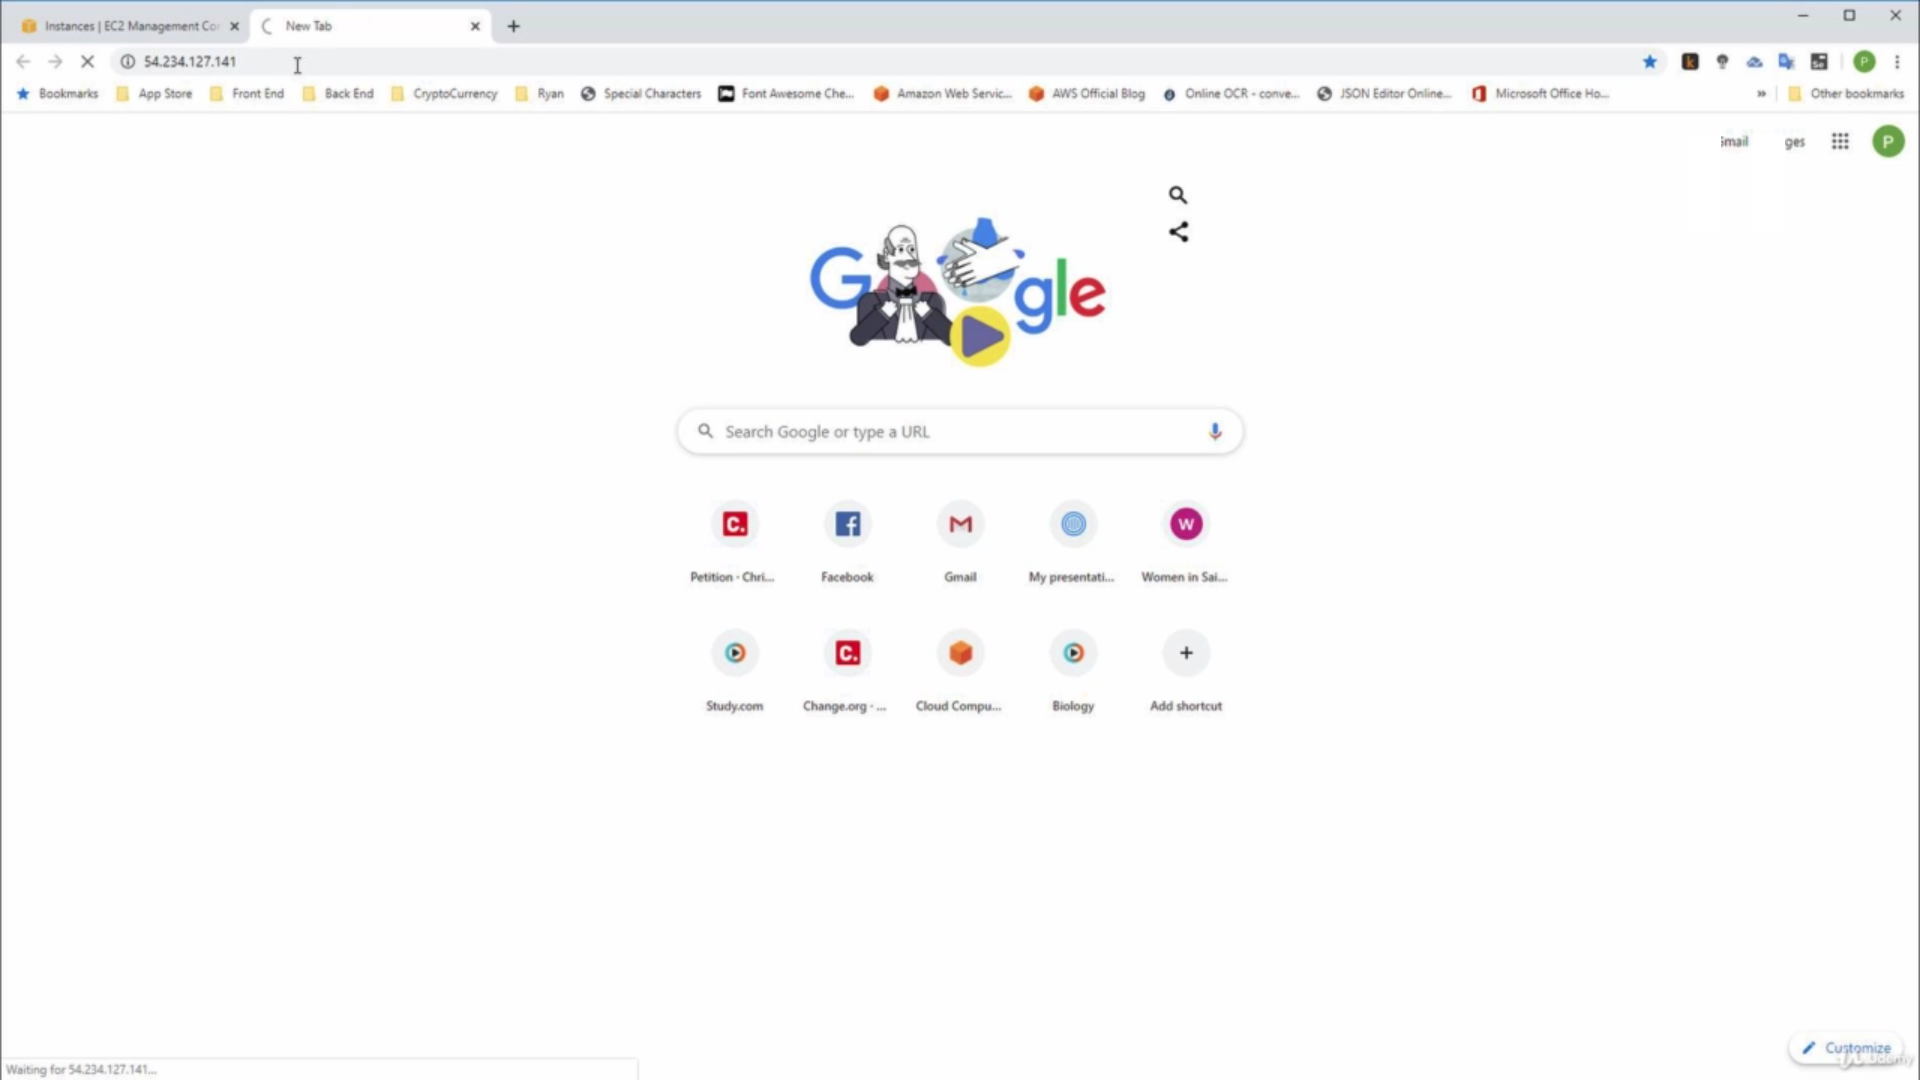 Instances | EC2 Management Cor
New Tab
54.234.127.141
Bookmarks App Store Front End Back End CryptoCurrency Ryan Special Characters Font Awesome Che... Amazon Web Servic... AWS Official Blog Online OCR - conve... JSON Editor Online... Microsoft Office Ho... » Other bookmarks
Gmail ges P
Google
Search Google or type a URL
Petition - Chri... Facebook Gmail My presentati... Women in Sai...
Study.com Change.org - ... Cloud Compu... Biology Add shortcut
Customize
Udemy
Waiting for 54.234.127.141...